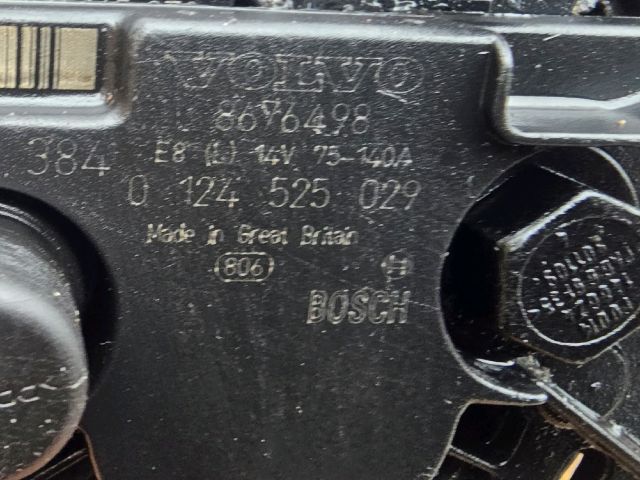 VOLVO
8676498
384
E8 (L) 14V 75-140A
0 124 525 029
Made in Great Britain
806
BOSCH